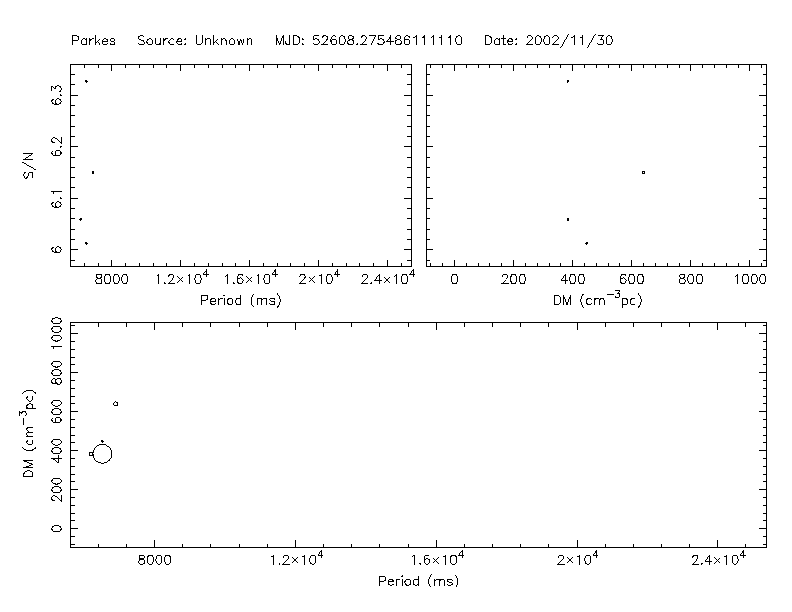 Parkes Source: Unknown MJD: 52608.275486111110 Date: 2002/11/30
S/N
6.3
6.2
6.1
6
8000 1.2×10⁴ 1.6×10⁴ 2×10⁴ 2.4×10⁴
Period (ms)
0 200 400 600 800 1000
DM (cm⁻³pc)
DM (cm⁻³pc)
1000
800
600
400
200
0
8000 1.2×10⁴ 1.6×10⁴ 2×10⁴ 2.4×10⁴
Period (ms)